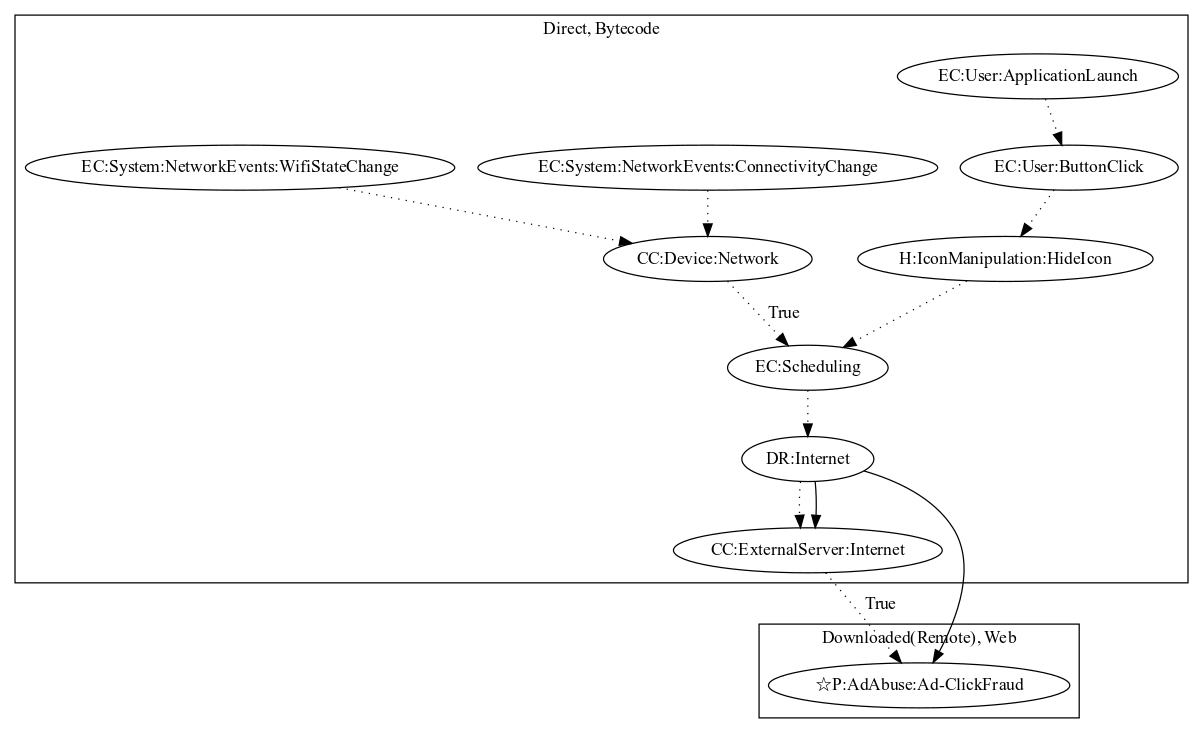 Direct, Bytecode
EC:User:ApplicationLaunch
EC:System:NetworkEvents:WifiStateChange
EC:System:NetworkEvents:ConnectivityChange
EC:User:ButtonClick
CC:Device:Network
H:IconManipulation:HideIcon
True
EC:Scheduling
DR:Internet
CC:ExternalServer:Internet
True
Downloaded(Remote), Web
☆P:AdAbuse:Ad-ClickFraud